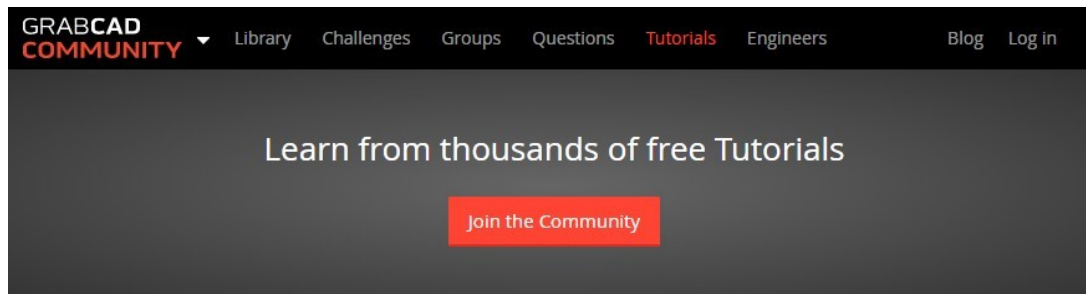 GRABCAD
COMMUNITY
Library Challenges Groups Questions Tutorials Engineers Blog Log in
Learn from thousands of free Tutorials
Join the Community